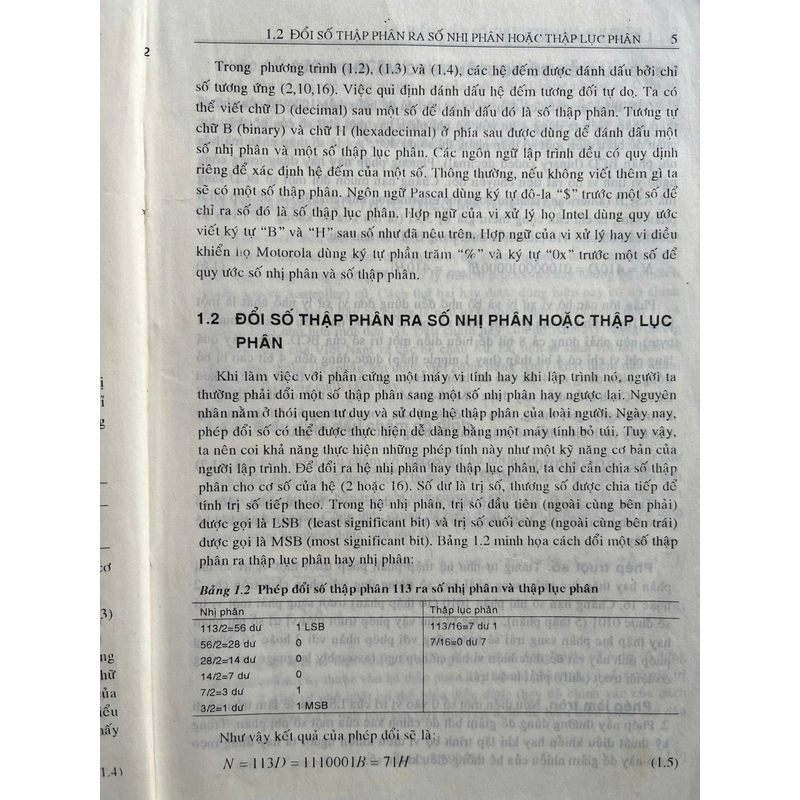 1.2 ĐỔI SỐ THẬP PHÂN RA SỐ NHỊ PHÂN HOẶC THẬP LỤC PHÂN 5
Trong phương trình (1.2), (1.3) và (1.4), các hệ đếm được đánh dấu bởi chỉ
số tương ứng (2,10,16). Việc qui định đánh dấu hệ đếm tương đối tự do. Ta có
thể viết chữ D (decimal) sau một số để đánh dấu đó là số thập phân. Tương tự
chữ B (binary) và chữ H (hexadecimal) ở phía sau được dùng để đánh dấu một
số nhị phân và một số thập lục phân. Các ngôn ngữ lập trình đều có quy định
riêng để xác định hệ đếm của một số. Thông thường, nếu không viết thêm gì ta
sẽ có một số thập phân. Ngôn ngữ Pascal dùng ký tự đô-la “$” trước một số để
chỉ ra số đó là số thập lục phân. Hợp ngữ của vi xử lý họ Intel dùng quy ước
viết ký tự “B” và “H” sau số như đã nêu trên. Hợp ngữ của vi xử lý hay vi điều
khiển họ Motorola dùng ký tự phần trăm “%” và ký tự “0x” trước một số để
quy ước số nhị phân và số thập phân.
1.2 ĐỔI SỐ THẬP PHÂN RA SỐ NHỊ PHÂN HOẶC THẬP LỤC
PHÂN
Khi làm việc với phần cứng một máy vi tính hay khi lập trình nó, người ta
thường phải đổi một số thập phân sang một số nhị phân hay ngược lại. Nguyên
nhân nằm ở thói quen tư duy và sử dụng hệ thập phân của loài người. Ngày nay,
phép đổi số có thể được thực hiện dễ dàng bằng một máy tính bỏ túi. Tuy vậy,
ta nên coi khả năng thực hiện những phép tính này như một kỹ năng cơ bản của
người lập trình. Để đổi ra hệ nhị phân hay thập lục phân, ta chỉ cần chia số thập
phân cho cơ số của hệ (2 hoặc 16). Số dư là trị số, thương số được chia tiếp để
tính trị số tiếp theo. Trong hệ nhị phân, trị số đầu tiên (ngoài cùng bên phải)
được gọi là LSB (least significant bit) và trị số cuối cùng (ngoài cùng bên trái)
được gọi là MSB (most significant bit). Bảng 1.2 minh họa cách đổi một số thập
phân ra thập lục phân hay nhị phân:
Bảng 1.2 Phép đổi số thập phân 113 ra số nhị phân và thập lục phân
Nhị phân Thập lục phân
113/2=56 dư 1 LSB 113/16=7 dư 1
56/2=28 dư 0 7/16=0 dư 7
28/2=14 dư 0
14/2=7 dư 0
7/2=3 dư 1
3/2=1 dư 1 MSB
Như vậy kết quả của phép đổi sẽ là:
N = 113D = 1110001B = 71H (1.5)
2
cơ
3)
ng
hữ
của
iểu
hấy
1.4)